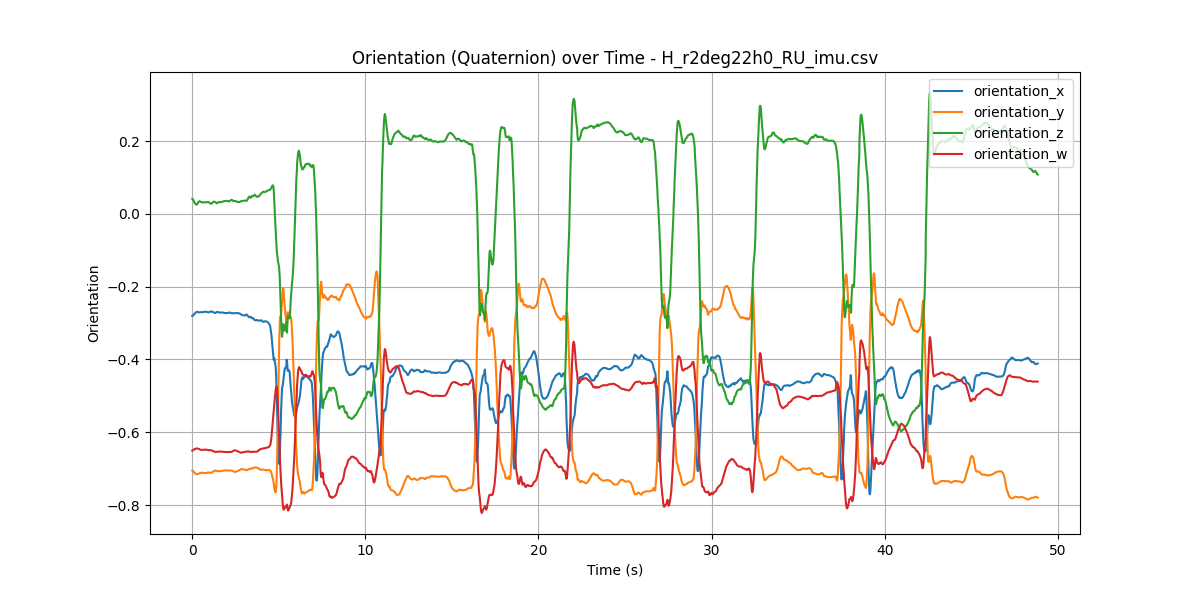 Orientation (Quaternion) over Time - H_r2deg22h0_RU_imu.csv
orientation_x
orientation_y
orientation_z
orientation_w
Orientation
0.2
0.0
−0.2
−0.4
−0.6
−0.8
0 10 20 30 40 50
Time (s)